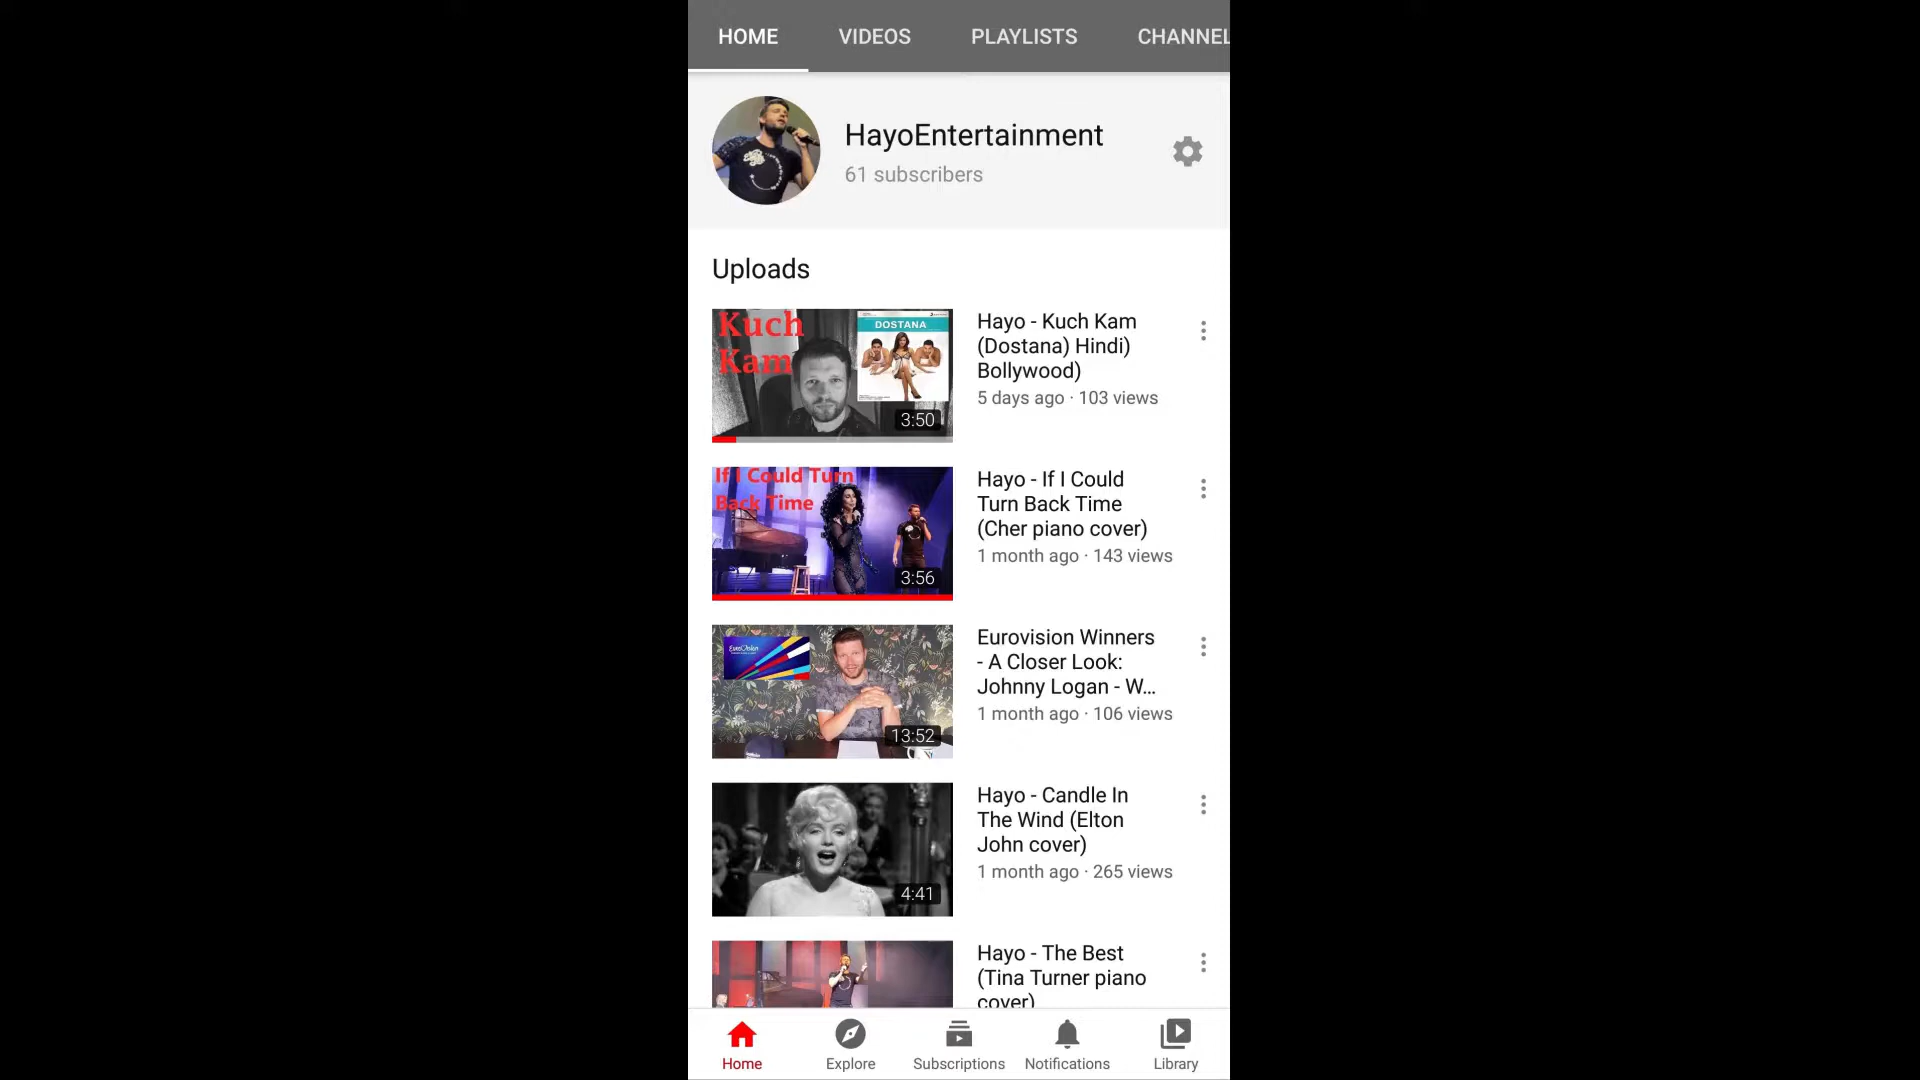 HOME VIDEOS PLAYLISTS CHANNEL
HayoEntertainment
61 subscribers
Uploads
Kuch
Kam
DOSTANA
3:50
Hayo - Kuch Kam
(Dostana) Hindi)
Bollywood)
5 days ago · 103 views
If I Could Turn
Back Time
3:56
Hayo - If I Could
Turn Back Time
(Cher piano cover)
1 month ago · 143 views
EUROVISION
13:52
Eurovision Winners
- A Closer Look:
Johnny Logan - W...
1 month ago · 106 views
4:41
Hayo - Candle In
The Wind (Elton
John cover)
1 month ago · 265 views
Hayo - The Best
(Tina Turner piano
cover)
Home Explore Subscriptions Notifications Library